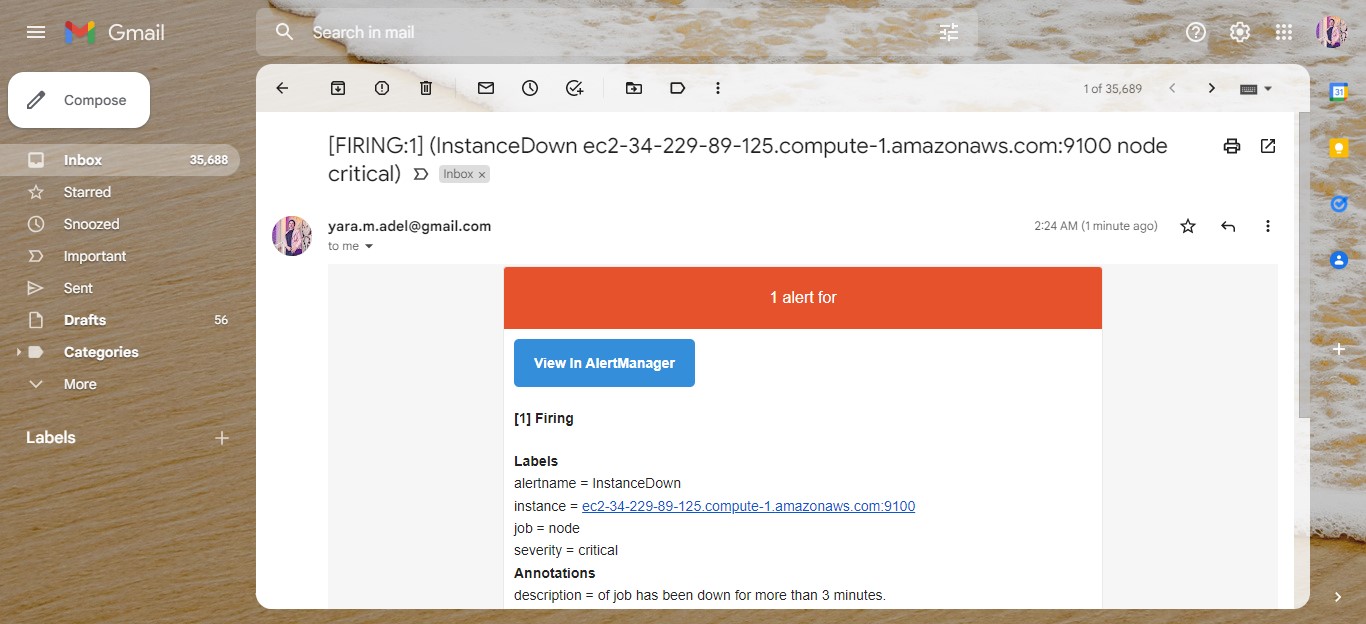 Gmail
Search in mail
Compose
1 of 35,689
31
Inbox 35,688
Starred
Snoozed
Important
Sent
Drafts 56
Categories
More
Labels
[FIRING:1] (InstanceDown ec2-34-229-89-125.compute-1.amazonaws.com:9100 node
critical) Inbox ×
yara.m.adel@gmail.com 2:24 AM (1 minute ago)
to me
1 alert for
View In AlertManager
[1] Firing
Labels
alertname = InstanceDown
instance = ec2-34-229-89-125.compute-1.amazonaws.com:9100
job = node
severity = critical
Annotations
description = of job has been down for more than 3 minutes.